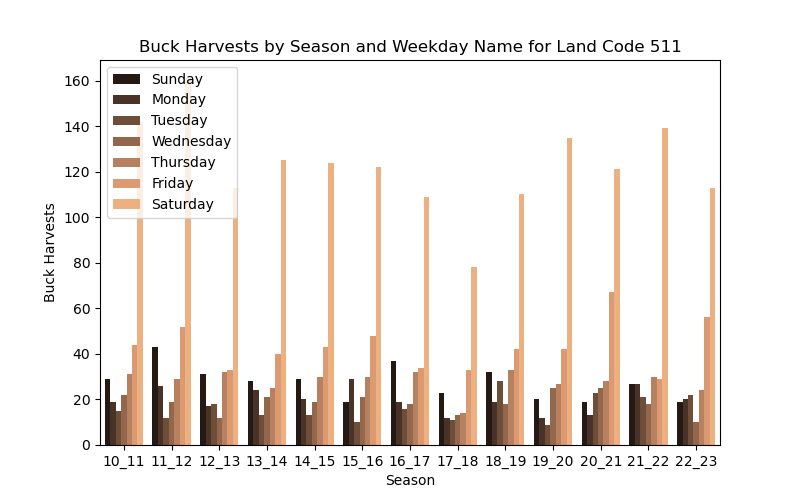 Buck Harvests by Season and Weekday Name for Land Code 511
160
140
120
100
80
60
40
20
0
Buck Harvests
Sunday
Monday
Tuesday
Wednesday
Thursday
Friday
Saturday
10_11 11_12 12_13 13_14 14_15 15_16 16_17 17_18 18_19 19_20 20_21 21_22 22_23
Season